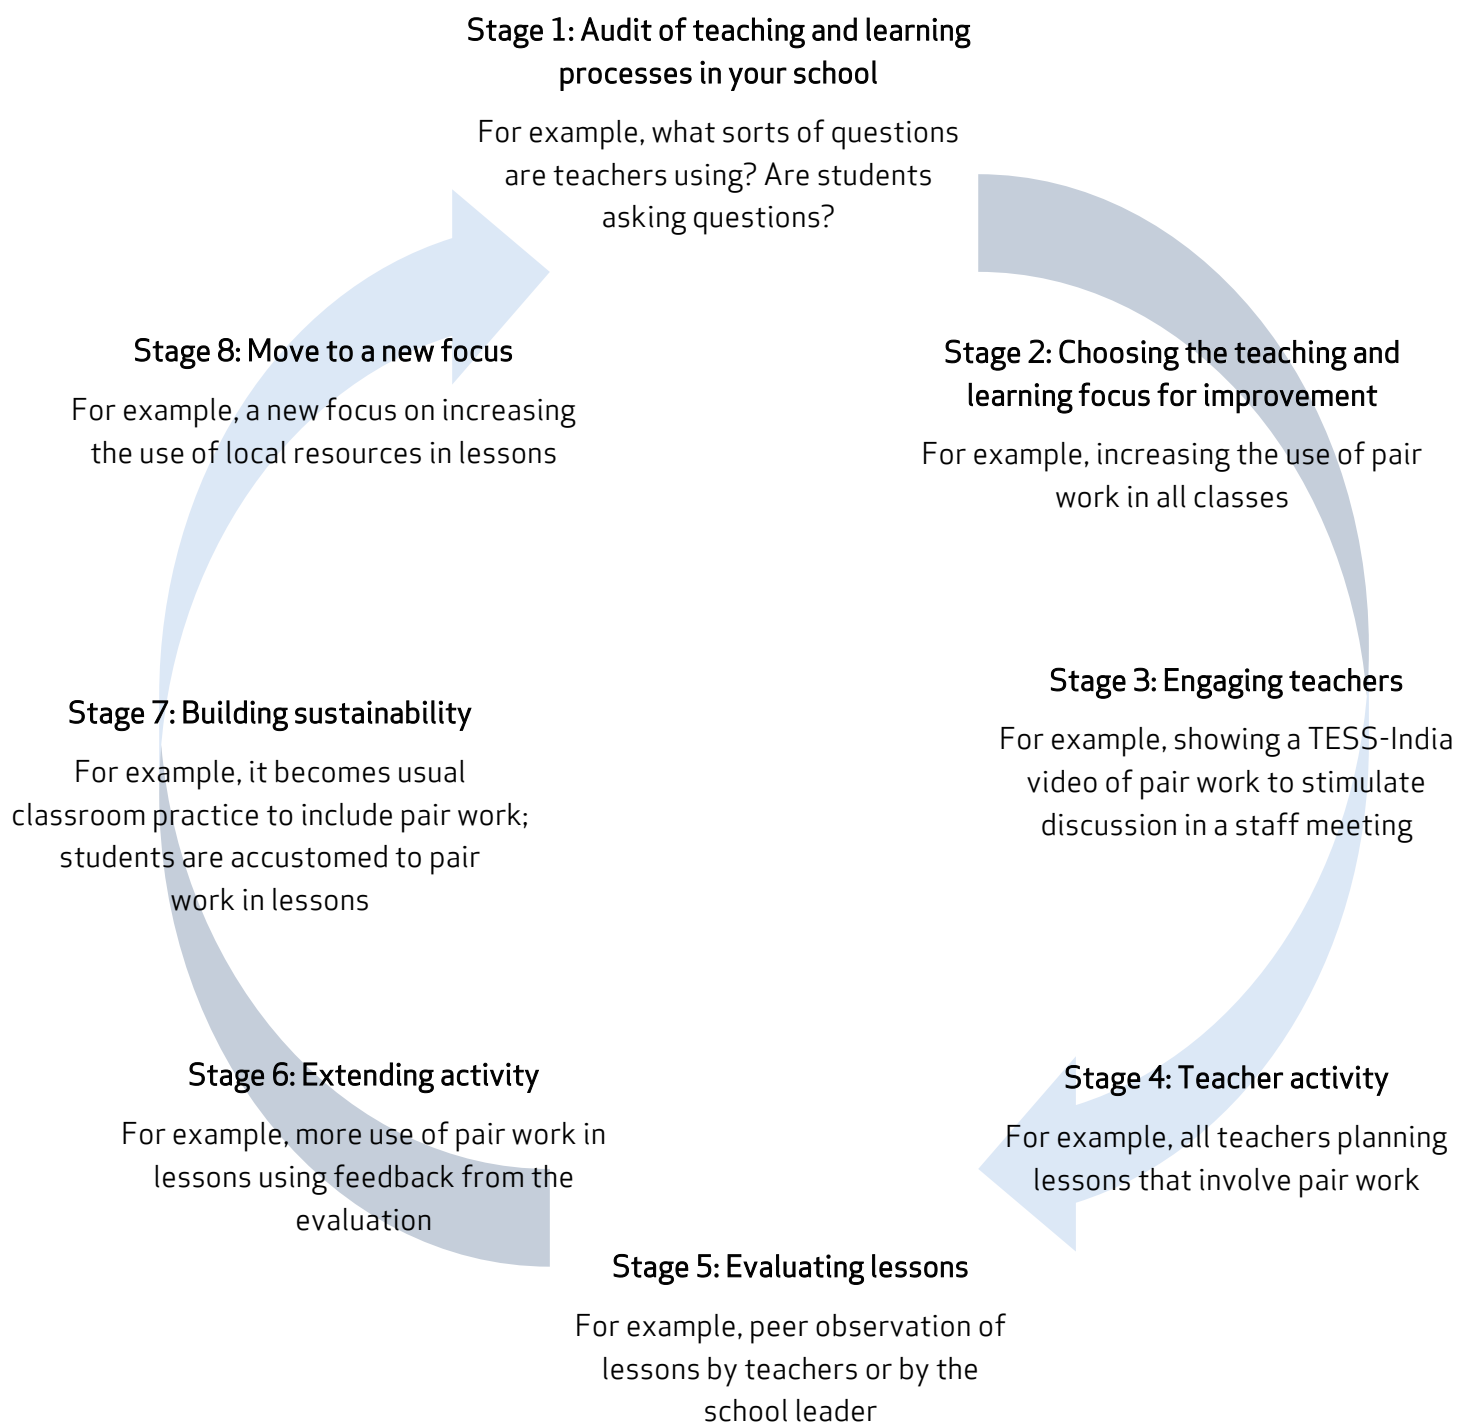 Stage 1: Audit of teaching and learning
processes in your school
For example, what sorts of questions
are teachers using? Are students
asking questions?
Stage 2: Choosing the teaching and
learning focus for improvement
For example, increasing the use of pair
work in all classes
Stage 3: Engaging teachers
For example, showing a TESS-India
video of pair work to stimulate
discussion in a staff meeting
Stage 4: Teacher activity
For example, all teachers planning
lessons that involve pair work
Stage 5: Evaluating lessons
For example, peer observation of
lessons by teachers or by the
school leader
Stage 6: Extending activity
For example, more use of pair work in
lessons using feedback from the
evaluation
Stage 7: Building sustainability
For example, it becomes usual
classroom practice to include pair work;
students are accustomed to pair
work in lessons
Stage 8: Move to a new focus
For example, a new focus on increasing
the use of local resources in lessons